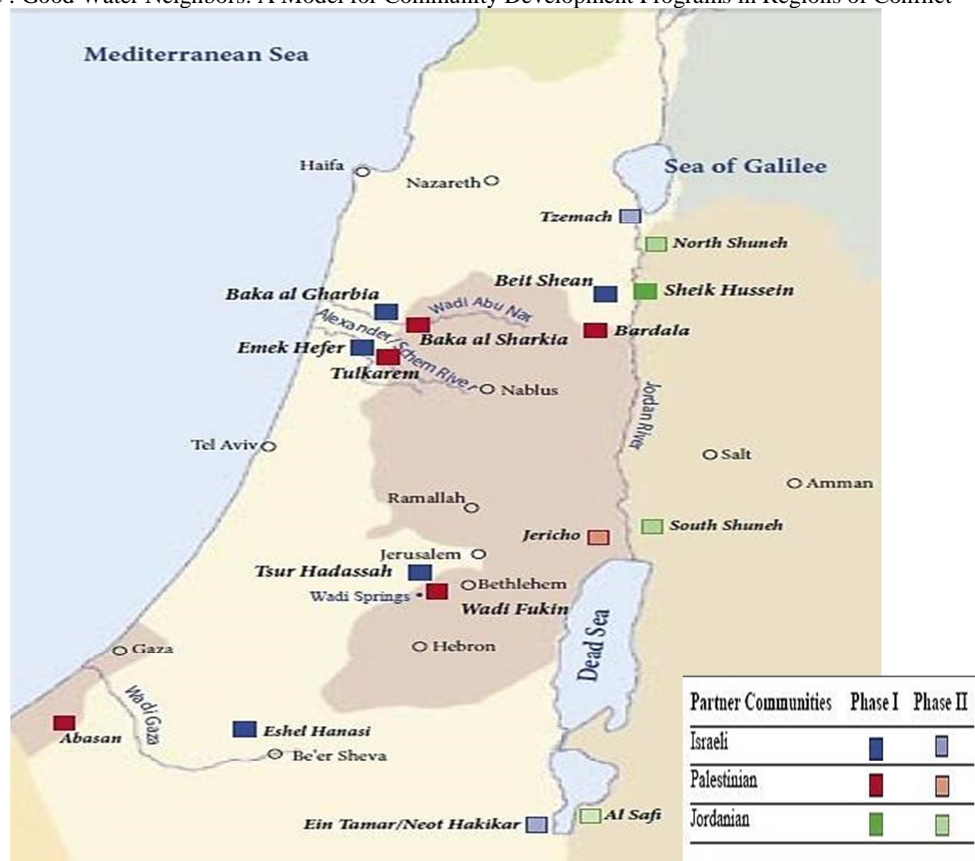 : Good Water Neighbors: A Model for Community Development Programs in Regions of Conflict
Mediterranean Sea
Haifa
Nazareth
Sea of Galilee
Tzemach
North Shuneh
Beit Shean
Sheik Hussein
Baka al Gharbia
Wadi Abu Nar
Alexander/Schem River
Baka al Sharkia
Bardala
Emek Hefer
Tulkarem
Nablus
Jordan River
Tel Aviv
Salt
Amman
Ramallah
Jericho
South Shuneh
Jerusalem
Tsur Hadassah
Bethlehem
Wadi Springs
Wadi Fukin
Dead Sea
Gaza
Hebron
Wadi Gaza
Abasan
Eshel Hanasi
Be'er Sheva
Ein Tamar/Neot Hakikar
Al Safi
Partner Communities Phase I Phase II
Israeli
Palestinian
Jordanian